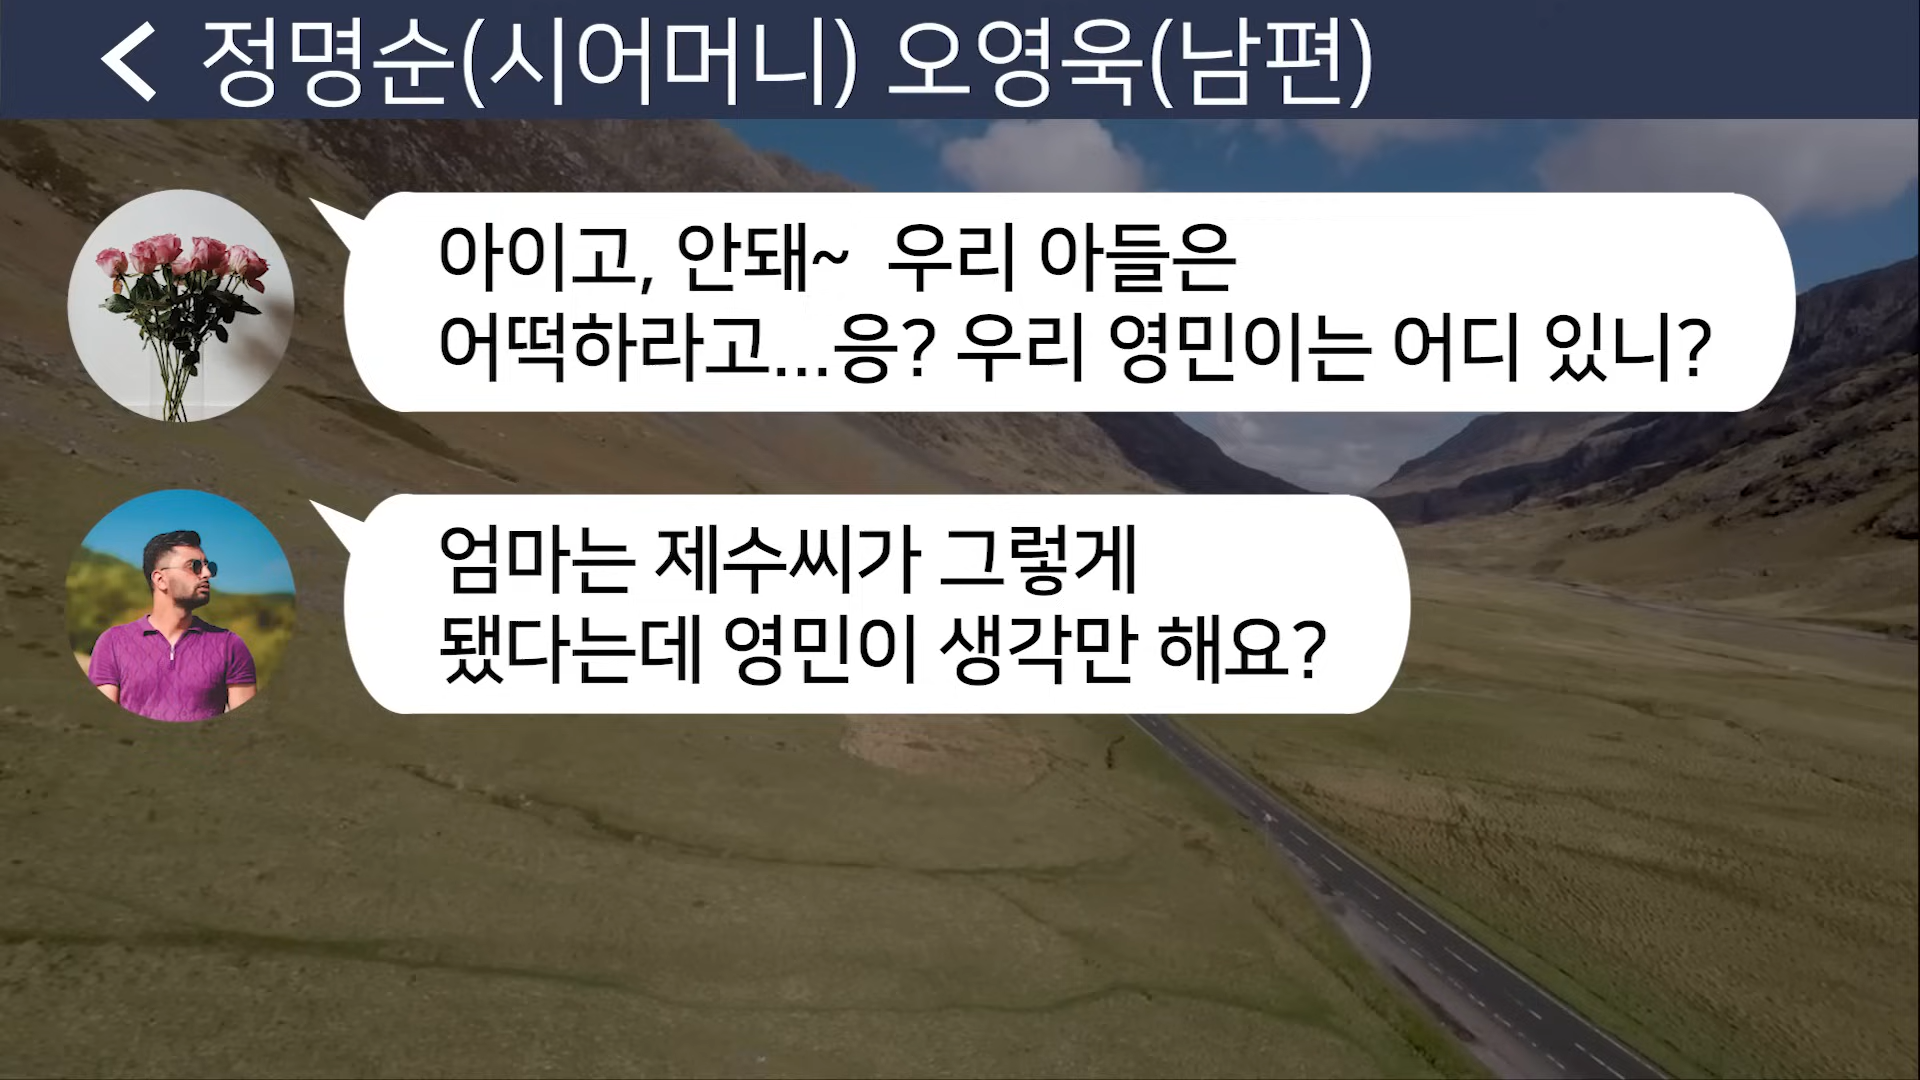 정명순(시어머니) 오영욱(남편)
아이고, 안돼~ 우리 아들은
어떡하라고...응? 우리 영민이는 어디 있니?
엄마는 제수씨가 그렇게
됐다는데 영민이 생각만 해요?